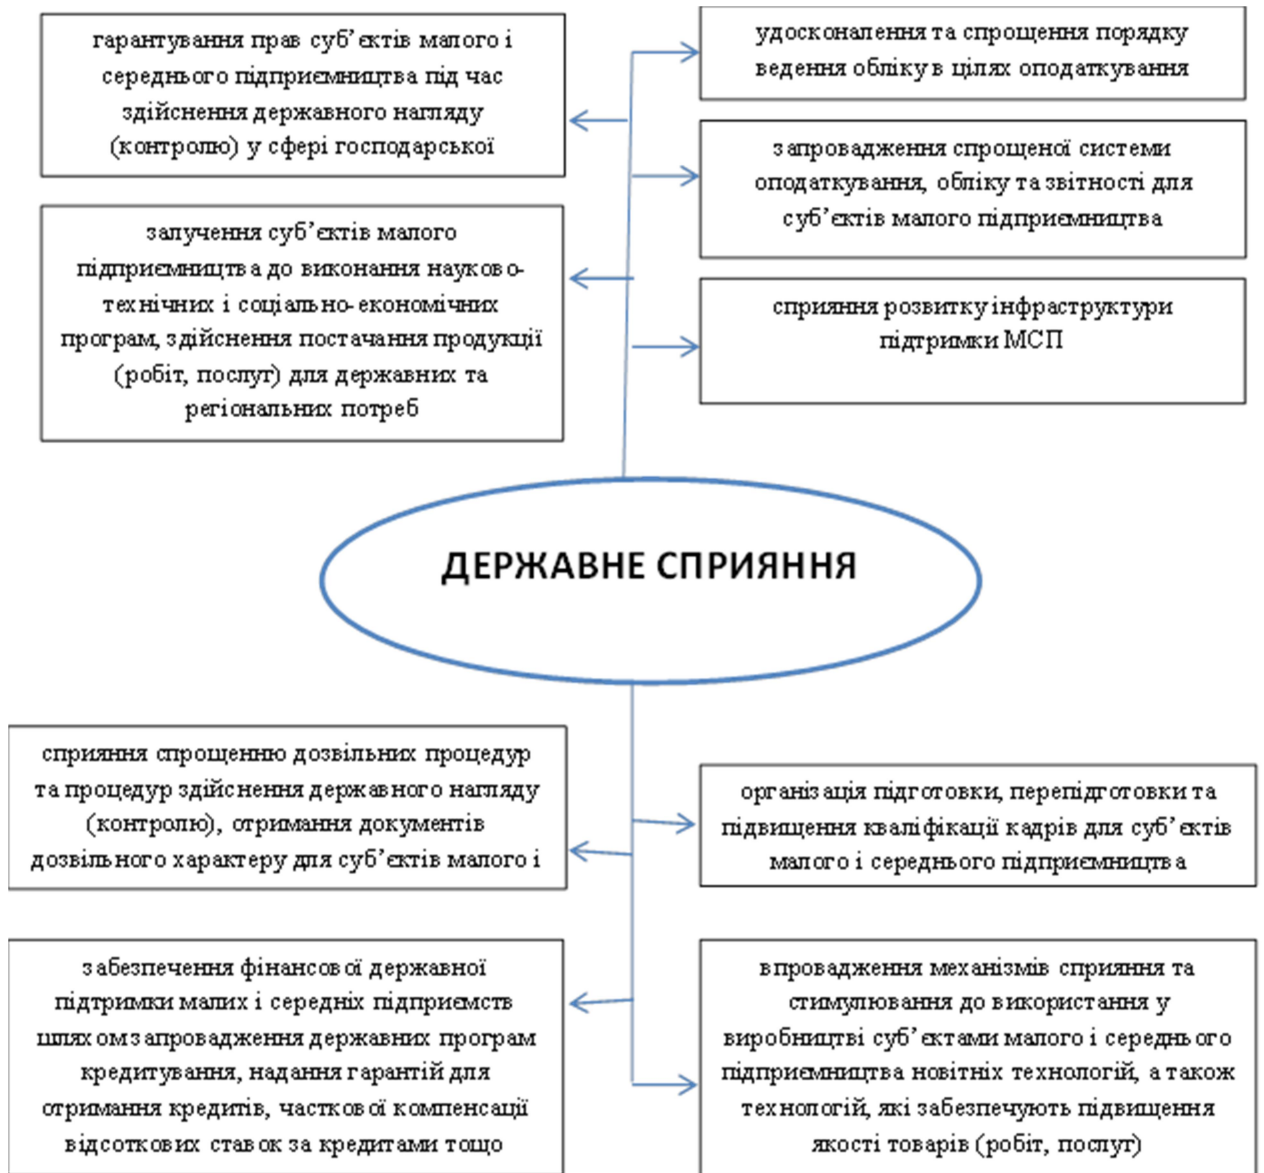 гарантування прав суб’єктів малого і
середнього підприємництва під час
здійснення державного нагляду
(контролю) у сфері господарської
удосконалення та спрощення порядку
ведення обліку в цілях оподаткування
запровадження спрощеної системи
оподаткування, обліку та звітності для
суб’єктів малого підприємництва
залучення суб’єктів малого
підприємництва до виконання науково-
технічних і соціально-економічних
програм, здійснення постачання продукції
(робіт, послуг) для державних та
регіональних потреб
сприяння розвитку інфраструктури
підтримки МСП
ДЕРЖАВНЕ СПРИЯННЯ
сприяння спрощенню дозвільних процедур
та процедур здійснення державного нагляду
(контролю), отримання документів
дозвільного характеру для суб’єктів малого і
організація підготовки, перепідготовки та
підвищення кваліфікації кадрів для суб’єктів
малого і середнього підприємництва
забезпечення фінансової державної
підтримки малих і середніх підприємств
шляхом запровадження державних програм
кредитування, надання гарантій для
отримання кредитів, часткової компенсації
відсоткових ставок за кредитами тощо
впровадження механізмів сприяння та
стимулювання до використання у
виробництві суб’єктами малого і середнього
підприємництва новітніх технологій, а також
технологій, які забезпечують підвищення
якості товарів (робіт, послуг)